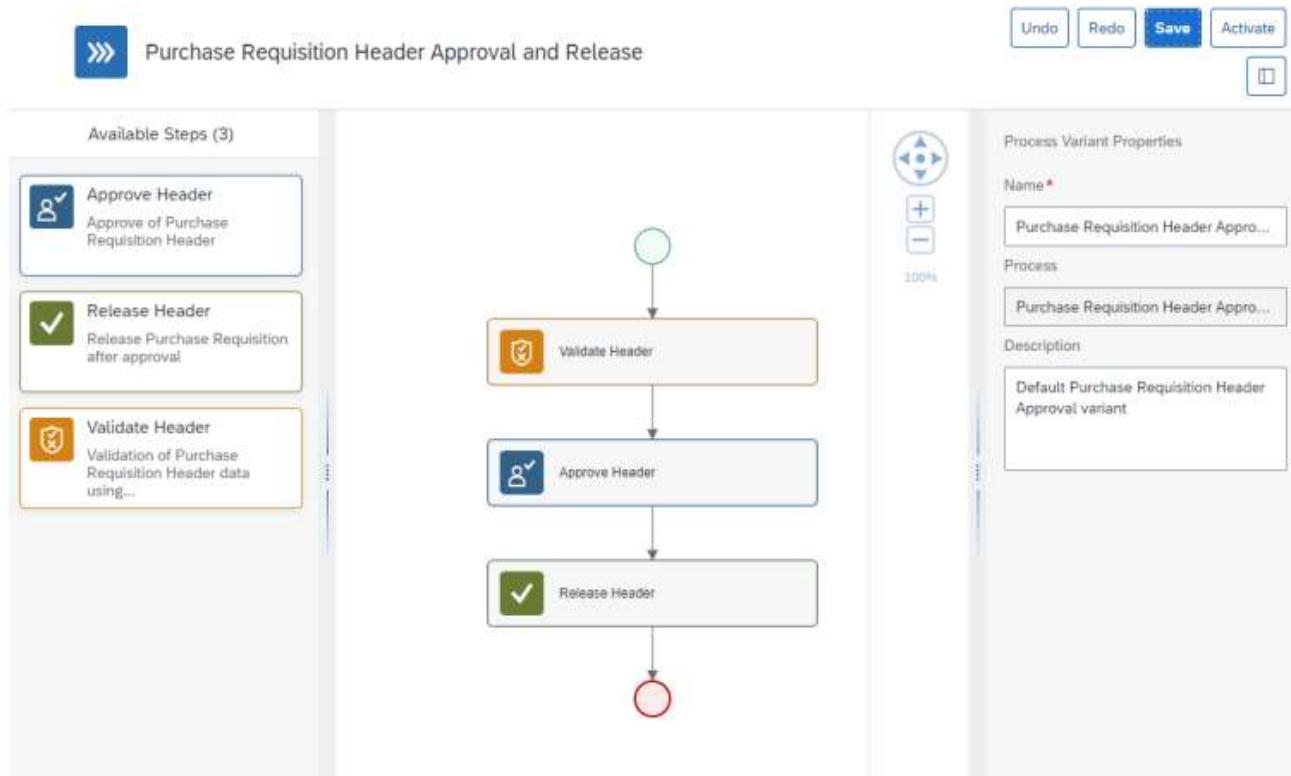 Purchase Requisition Header Approval and Release
Undo
Redo
Save
Activate
Available Steps (3)
Approve Header
Approve of Purchase
Requisition Header
Release Header
Release Purchase Requisition
after approval
Validate Header
Validation of Purchase
Requisition Header data
using...
Validate Header
Approve Header
Release Header
100%
Process Variant Properties
Name*
Purchase Requisition Header Appro...
Process
Purchase Requisition Header Appro...
Description
Default Purchase Requisition Header
Approval variant